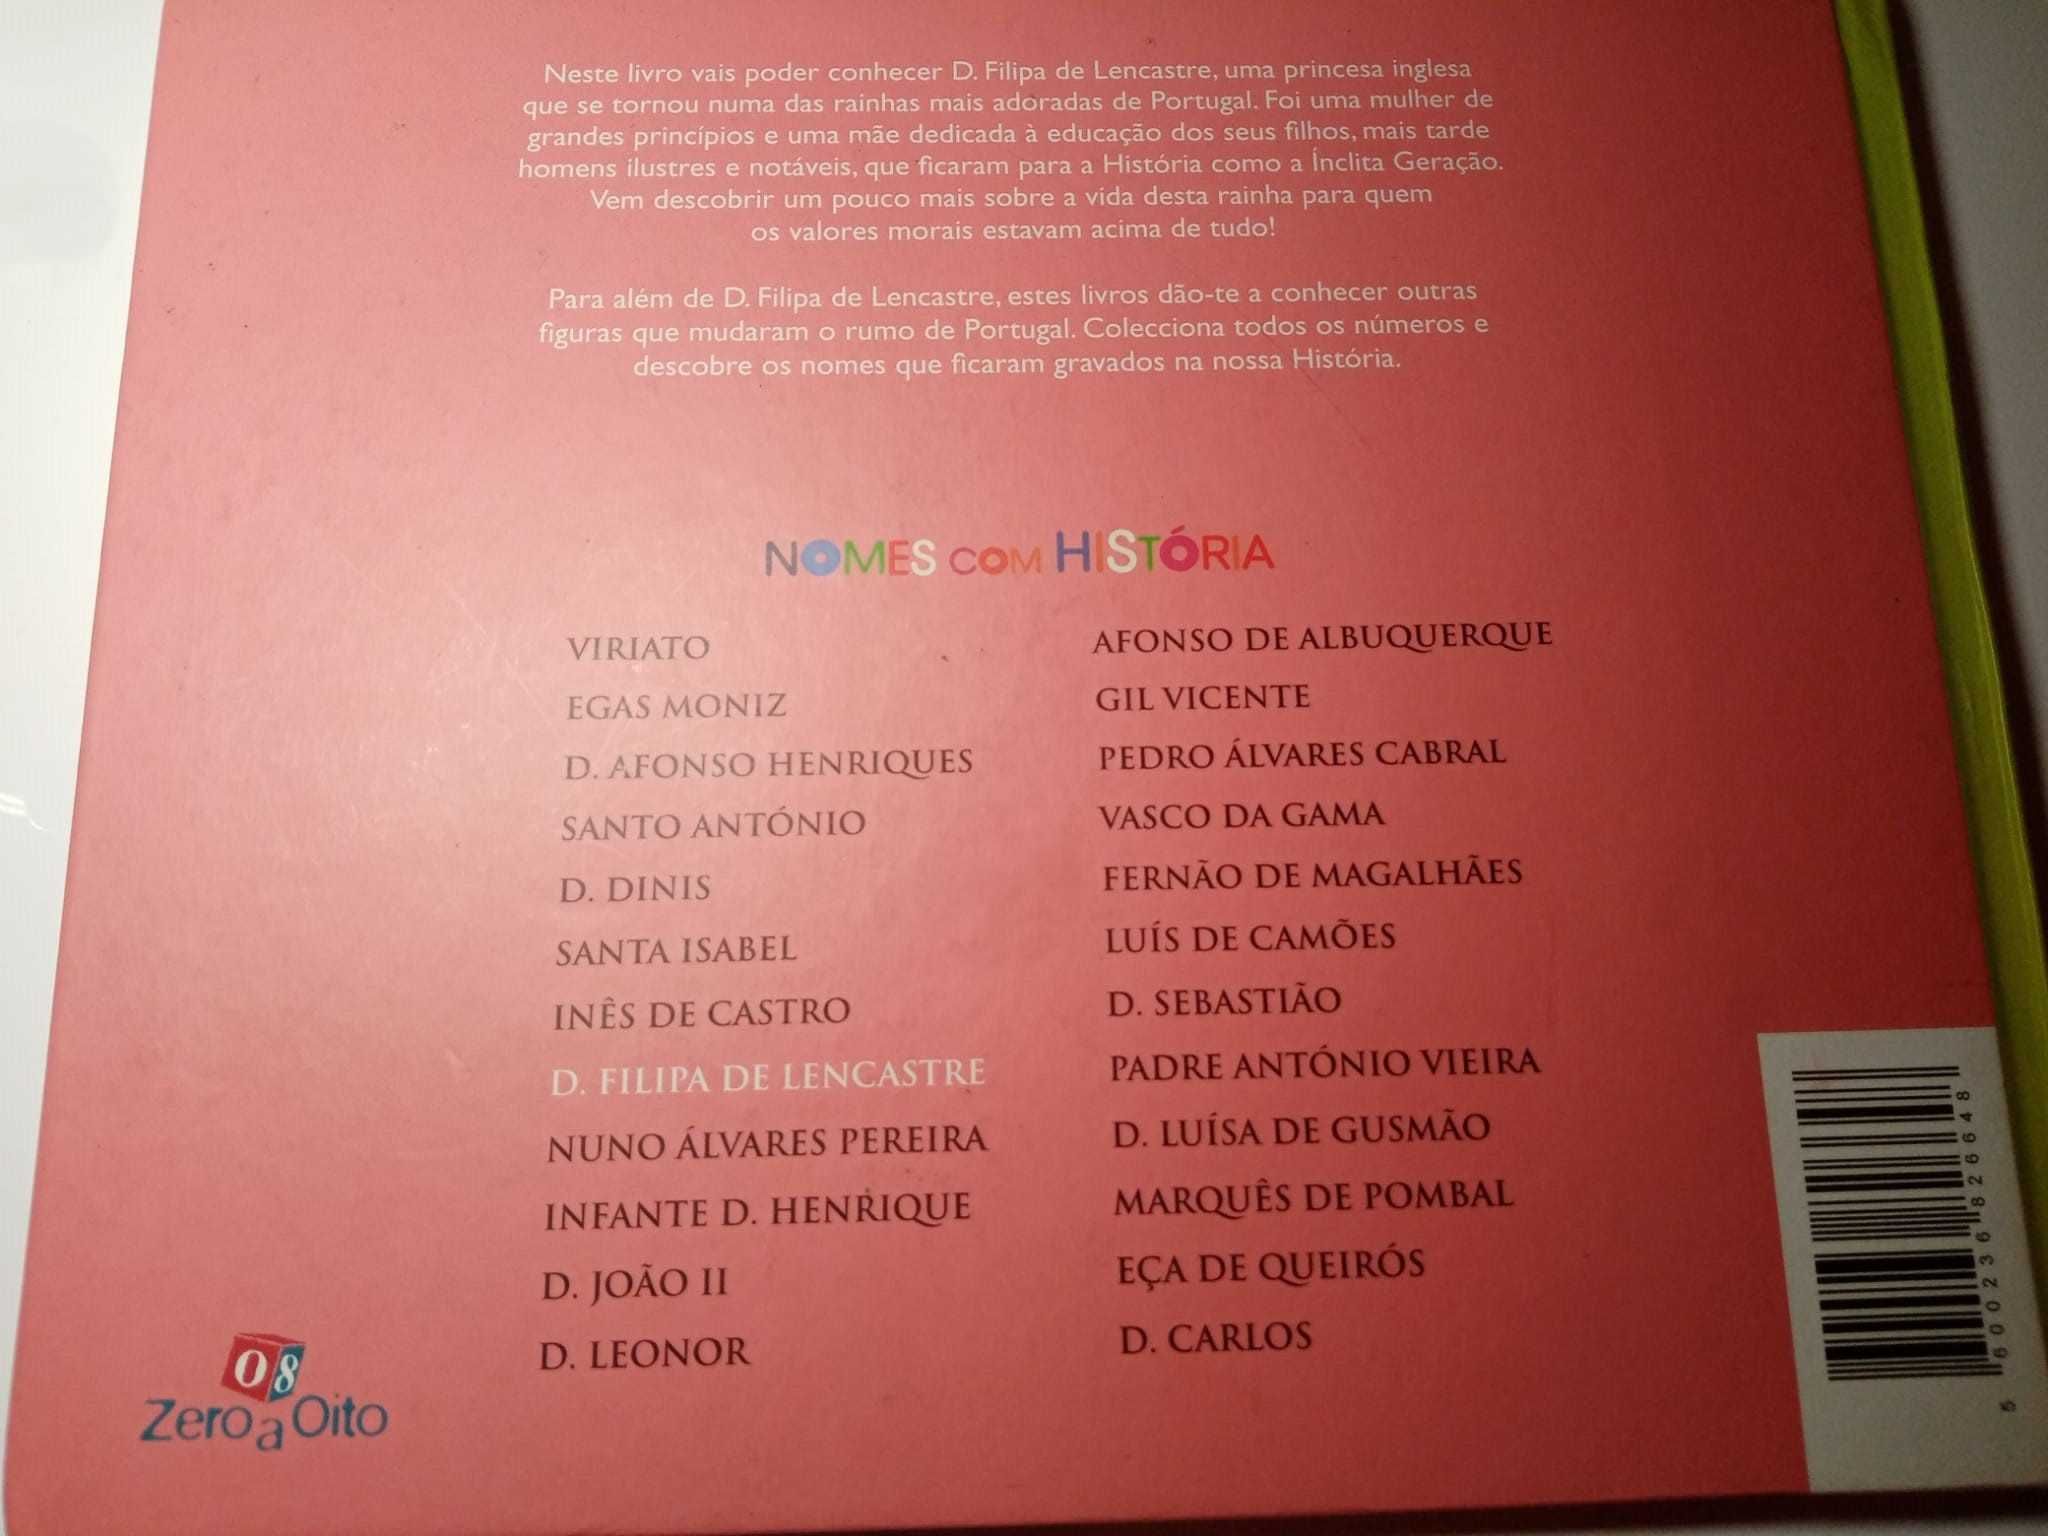 Neste livro vais poder conhecer D. Filipa de Lencastre, uma princesa inglesa
que se tornou numa das rainhas mais adoradas de Portugal. Foi uma mulher de
grandes princípios e uma mãe dedicada à educação dos seus filhos, mais tarde
homens ilustres e notáveis, que ficaram para a História como a Ínclita Geração.
Vem descobrir um pouco mais sobre a vida desta rainha para quem
os valores morais estavam acima de tudo!
Para além de D. Filipa de Lencastre, estes livros dão-te a conhecer outras
figuras que mudaram o rumo de Portugal. Colecciona todos os números e
descobre os nomes que ficaram gravados na nossa História.
NOMES COM HISTÓRIA
VIRIATO
EGAS MONIZ
D. AFONSO HENRIQUES
SANTO ANTÓNIO
D. DINIS
SANTA ISABEL
INÊS DE CASTRO
D. FILIPA DE LENCASTRE
NUNO ÁLVARES PEREIRA
INFANTE D. HENRIQUE
D. JOÃO II
D. LEONOR
AFONSO DE ALBUQUERQUE
GIL VICENTE
PEDRO ÁLVARES CABRAL
VASCO DA GAMA
FERNÃO DE MAGALHÃES
LUÍS DE CAMÕES
D. SEBASTIÃO
PADRE ANTÓNIO VIEIRA
D. LUÍSA DE GUSMÃO
MARQUÊS DE POMBAL
EÇA DE QUEIRÓS
D. CARLOS
08
Zero a Oito
5 600236 826648